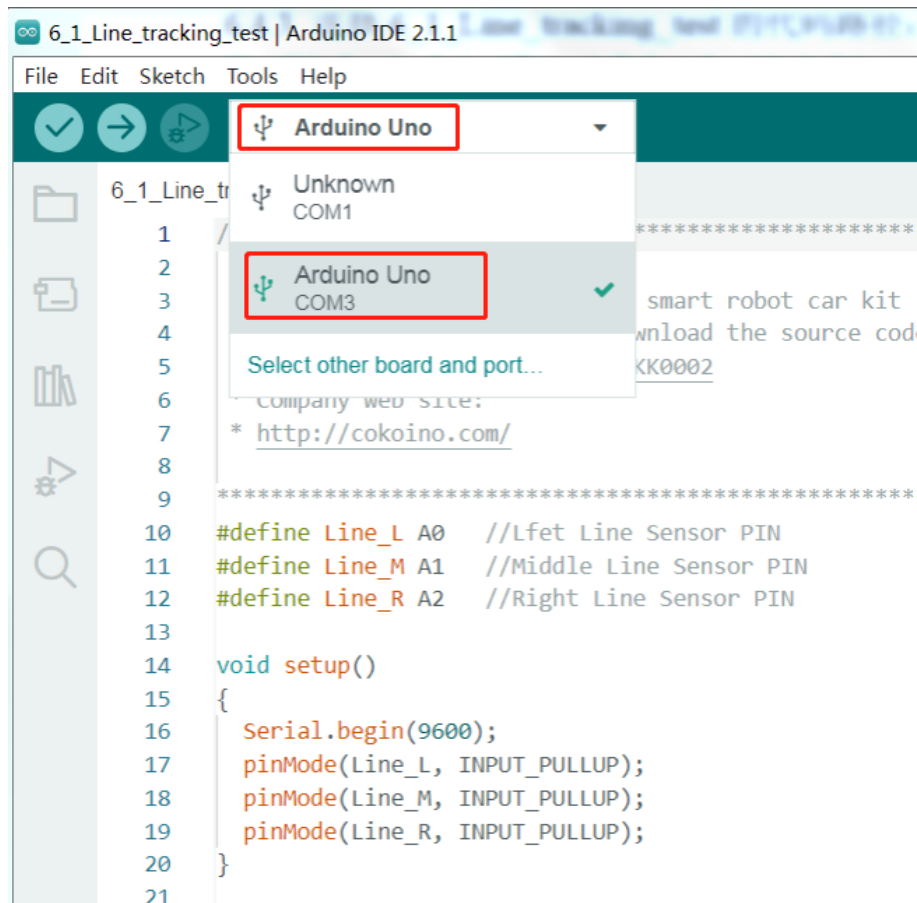 6_1_Line_tracking_test | Arduino IDE 2.1.1
File Edit Sketch Tools Help
Arduino Uno
Unknown
COM1
Arduino Uno
COM3
Select other board and port...
6_1_Line_tr
1 /
*********************
2
3 smart robot car kit
4 wnload the source cod
5 KK0002
6 * Company web site:
7 * http://cokoino.com/
8
9 ****************************************************
10 #define Line_L A0 //Lfet Line Sensor PIN
11 #define Line_M A1 //Middle Line Sensor PIN
12 #define Line_R A2 //Right Line Sensor PIN
13
14 void setup()
15 {
16 Serial.begin(9600);
17 pinMode(Line_L, INPUT_PULLUP);
18 pinMode(Line_M, INPUT_PULLUP);
19 pinMode(Line_R, INPUT_PULLUP);
20 }
21